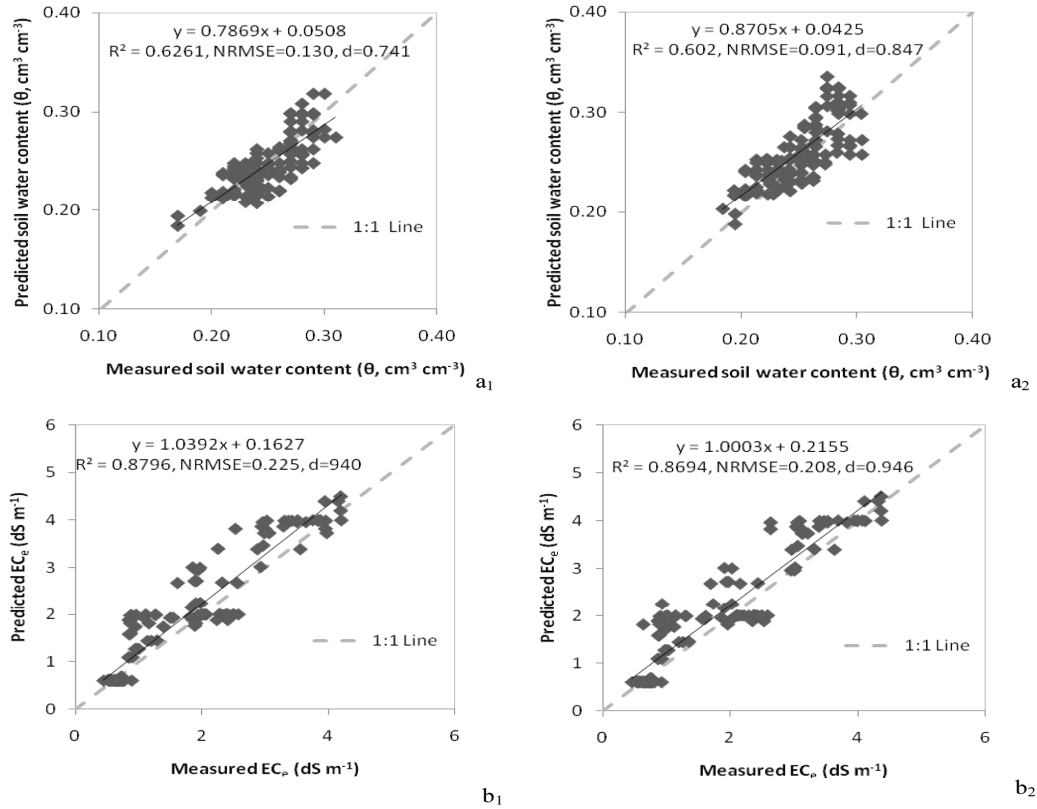 y = 0.7869x + 0.0508
R² = 0.6261, NRMSE=0.130, d=0.741
0.40
0.30
0.20
0.10
Predicted soil water content (θ, cm³ cm⁻³)
1:1 Line
0.10 0.20 0.30 0.40
Measured soil water content (θ, cm³ cm⁻³)
a₁
y = 0.8705x + 0.0425
R² = 0.602, NRMSE=0.091, d=0.847
0.40
0.30
0.20
0.10
Predicted soil water content (θ, cm³ cm⁻³)
1:1 Line
0.10 0.20 0.30 0.40
Measured soil water content (θ, cm³ cm⁻³)
a₂
y = 1.0392x + 0.1627
R² = 0.8796, NRMSE=0.225, d=940
6
5
4
3
2
1
0
Predicted ECₑ (dS m⁻¹)
1:1 Line
0 2 4 6
Measured ECₑ (dS m⁻¹)
b₁
y = 1.0003x + 0.2155
R² = 0.8694, NRMSE=0.208, d=0.946
6
5
4
3
2
1
0
Predicted ECₑ (dS m⁻¹)
1:1 Line
0 2 4 6
Measured ECₑ (dS m⁻¹)
b₂